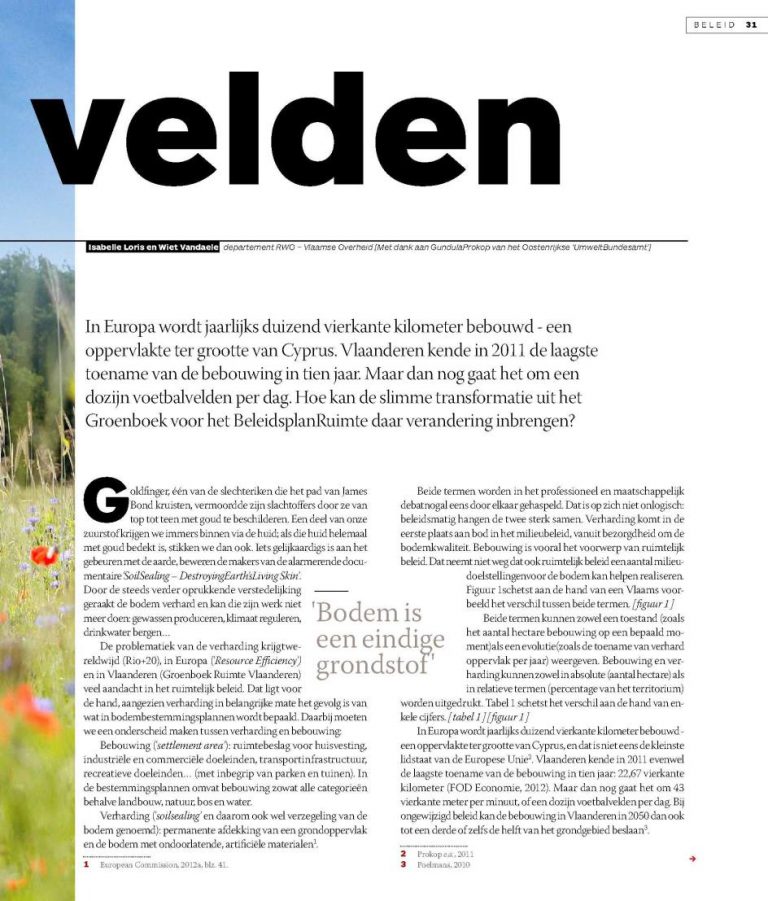 BELEID 31
velden
Isabelle Loris en Wiet Vandaele departement RWO – Vlaamse Overheid [Met dank aan GundulaProkop van het Oostenrijkse 'UmweltBundesamt']
In Europa wordt jaarlijks duizend vierkante kilometer bebouwd - een
oppervlakte ter grootte van Cyprus. Vlaanderen kende in 2011 de laagste
toename van de bebouwing in tien jaar. Maar dan nog gaat het om een
dozijn voetbalvelden per dag. Hoe kan de slimme transformatie uit het
Groenboek voor het BeleidsplanRuimte daar verandering inbrengen?
Goldfinger, één van de slechteriken die het pad van James
Bond kruisten, vermoordde zijn slachtoffers door ze van
top tot teen met goud te beschilderen. Een deel van onze
zuurstof krijgen we immers binnen via de huid; als die huid helemaal
met goud bedekt is, stikken we dan ook. Iets gelijkaardigs is aan het
gebeuren met de aarde, beweren de makers van de alarmerende docu-
mentaire 'SoilSealing – DestroyingEarth'sLiving Skin'.
Door de steeds verder oprukkende verstedelijking
geraakt de bodem verhard en kan die zijn werk niet
meer doen: gewassen produceren, klimaat reguleren,
drinkwater bergen…
De problematiek van de verharding krijgtwe-
reldwijd (Rio+20), in Europa ('Resource Efficiency')
en in Vlaanderen (Groenboek Ruimte Vlaanderen)
veel aandacht in het ruimtelijk beleid. Dat ligt voor
de hand, aangezien verharding in belangrijke mate het gevolg is van
wat in bodembestemmingsplannen wordt bepaald. Daarbij moeten
we een onderscheid maken tussen verharding en bebouwing:
Bebouwing ('settlement area'): ruimtebeslag voor huisvesting,
industriële en commerciële doeleinden, transportinfrastructuur,
recreatieve doeleinden… (met inbegrip van parken en tuinen). In
de bestemmingsplannen omvat bebouwing zowat alle categorieën
behalve landbouw, natuur, bos en water.
Verharding ('soilsealing' en daarom ook wel verzegeling van de
bodem genoemd): permanente afdekking van een grondoppervlak
en de bodem met ondoorlatende, artificiële materialen¹.
1 European Commission, 2012a, blz. 41.
'Bodem is
een eindige
grondstof'
Beide termen worden in het professioneel en maatschappelijk
debatnogal eens door elkaar gehaspeld. Dat is op zich niet onlogisch:
beleidsmatig hangen de twee sterk samen. Verharding komt in de
eerste plaats aan bod in het milieubeleid, vanuit bezorgdheid om de
bodemkwaliteit. Bebouwing is vooral het voorwerp van ruimtelijk
beleid. Dat neemt niet weg dat ook ruimtelijk beleid een aantal milieu-
doelstellingenvoor de bodem kan helpen realiseren.
Figuur 1schetst aan de hand van een Vlaams voor-
beeld het verschil tussen beide termen. [figuur 1]
Beide termen kunnen zowel een toestand (zoals
het aantal hectare bebouwing op een bepaald mo-
ment)als een evolutie(zoals de toename van verhard
oppervlak per jaar) weergeven. Bebouwing en ver-
harding kunnen zowel in absolute (aantal hectare) als
in relatieve termen (percentage van het territorium)
worden uitgedrukt. Tabel 1 schetst het verschil aan de hand van en-
kele cijfers. [tabel 1] [figuur 1]
In Europa wordt jaarlijks duizend vierkante kilometer bebouwd -
een oppervlakte ter grootte van Cyprus, en dat is niet eens de kleinste
lidstaat van de Europese Unie². Vlaanderen kende in 2011 evenwel
de laagste toename van de bebouwing in tien jaar: 22,67 vierkante
kilometer (FOD Economie, 2012). Maar dan nog gaat het om 43
vierkante meter per minuut, of een dozijn voetbalvelden per dag. Bij
ongewijzigd beleid kan de bebouwing in Vlaanderen in 2050 dan ook
tot een derde of zelfs de helft van het grondgebied beslaan³.
2 Prokop e.a., 2011
3 Poelmans, 2010